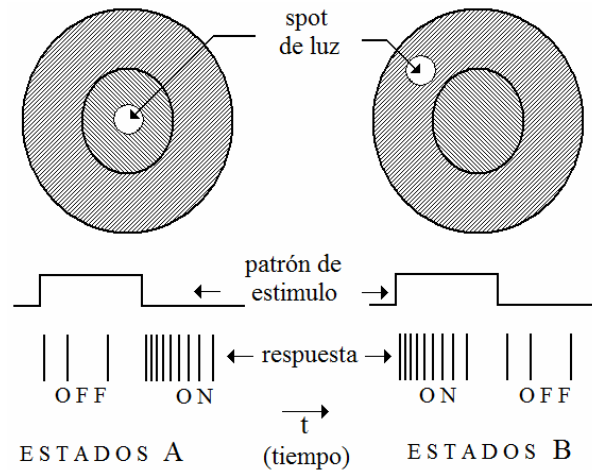 spot
de luz
patrón de
estimulo
respuesta
OFF
ON
ON
OFF
t
(tiempo)
ESTADOS A
ESTADOS B